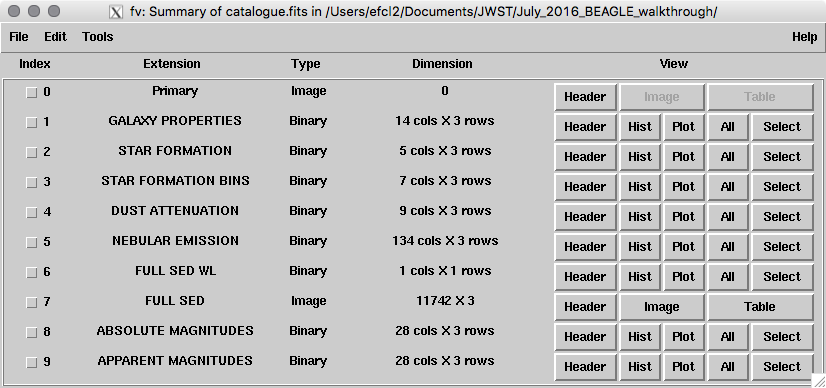 fv: Summary of catalogue.fits in /Users/efcl2/Documents/JWST/July_2016_BEAGLE_walkthrough/
File Edit Tools Help
Index Extension Type Dimension View
0 Primary Image 0 Header Image Table
1 GALAXY PROPERTIES Binary 14 cols X 3 rows Header Hist Plot All Select
2 STAR FORMATION Binary 5 cols X 3 rows Header Hist Plot All Select
3 STAR FORMATION BINS Binary 7 cols X 3 rows Header Hist Plot All Select
4 DUST ATTENUATION Binary 9 cols X 3 rows Header Hist Plot All Select
5 NEBULAR EMISSION Binary 134 cols X 3 rows Header Hist Plot All Select
6 FULL SED WL Binary 1 cols X 1 rows Header Hist Plot All Select
7 FULL SED Image 11742 X 3 Header Image Table
8 ABSOLUTE MAGNITUDES Binary 28 cols X 3 rows Header Hist Plot All Select
9 APPARENT MAGNITUDES Binary 28 cols X 3 rows Header Hist Plot All Select